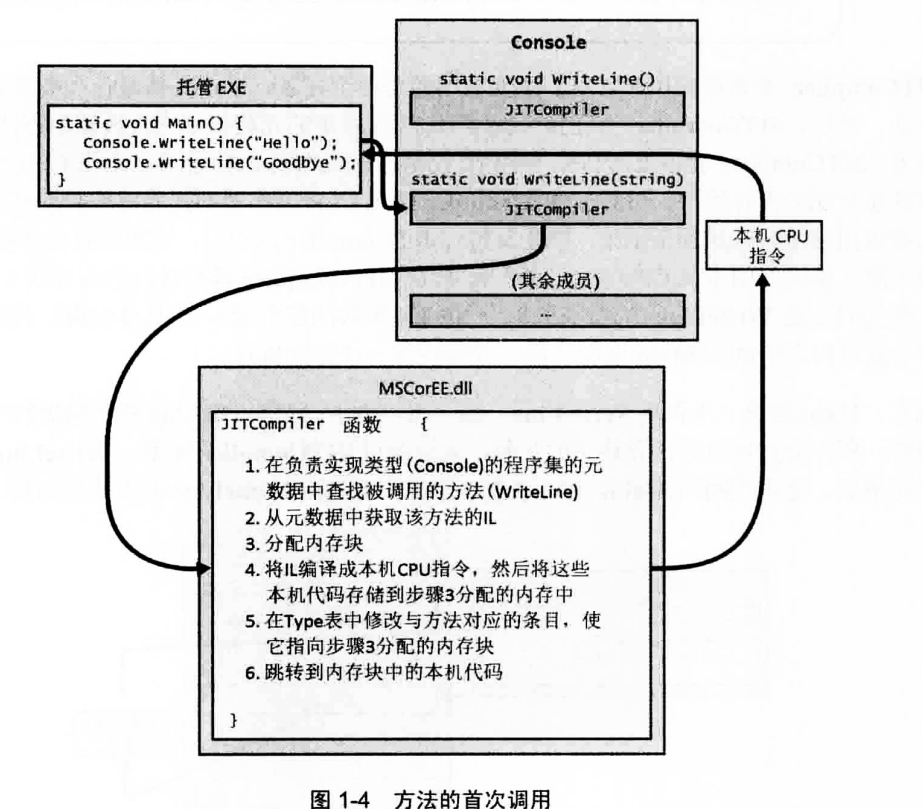 托管 EXE
static void Main()    {
Console.WriteLine("Hello");
Console.WriteLine("Goodbye");
}
Console
static void WriteLine()
JITCompiler
static void WriteLine(string)
JITCompiler
(其余成员)
...
本机 CPU
指令
MSCorEE.dll
JITCompiler 函数 {
1. 在负责实现类型(Console)的程序集的元
数据中查找被调用的方法(WriteLine)
2. 从元数据中获取该方法的IL
3. 分配内存块
4. 将IL编译成本机CPU指令，然后将这些
本机代码存储到步骤3分配的内存中
5. 在Type表中修改与方法对应的条目，使
它指向步骤3分配的内存块
6. 跳转到内存块中的本机代码
}
图 1-4 方法的首次调用